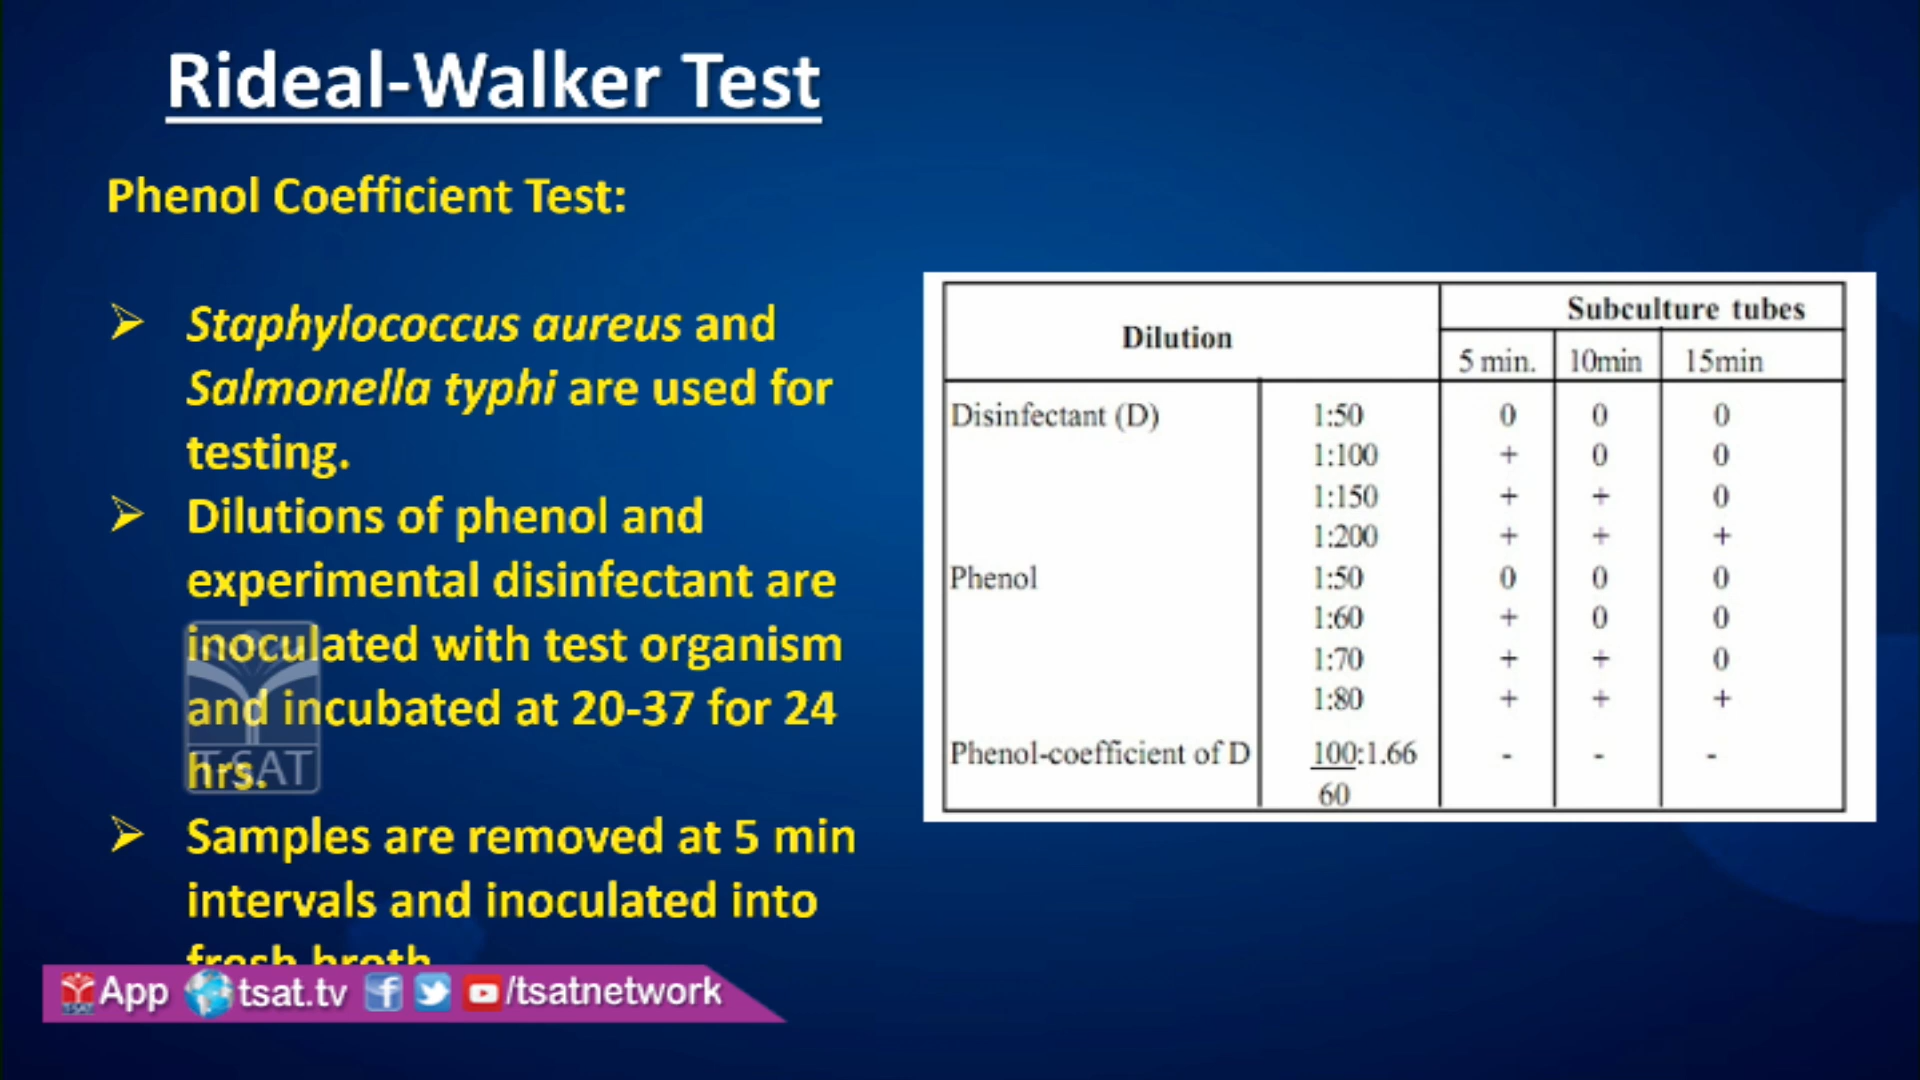 Rideal-Walker Test
Phenol Coefficient Test:
➢ Staphylococcus aureus and
Salmonella typhi are used for
testing.
➢ Dilutions of phenol and
experimental disinfectant are
inoculated with test organism
and incubated at 20-37 for 24
hrs.
➢ Samples are removed at 5 min
intervals and inoculated into
fresh broth
Dilution Subculture tubes
5 min. 10min 15min
Disinfectant (D) 1:50 0 0 0
1:100 + 0 0
1:150 + + 0
1:200 + + +
Phenol 1:50 0 0 0
1:60 + 0 0
1:70 + + 0
1:80 + + +
Phenol-coefficient of D 100:1.66 - - -
60
T-SAT
App tsat.tv /tsatnetwork